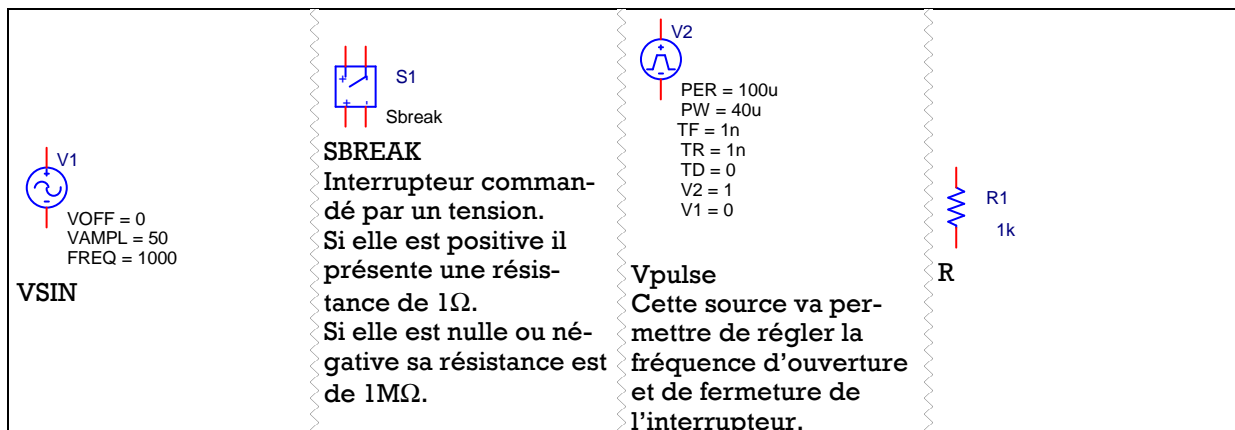 V1
VOFF = 0
VAMPL = 50
FREQ = 1000
VSIN
S1
Sbreak
SBREAK
Interrupteur comman-
dé par un tension.
Si elle est positive il
présente une résis-
tance de 1Ω.
Si elle est nulle ou né-
gative sa résistance est
de 1MΩ.
V2
PER = 100u
PW = 40u
TF = 1n
TR = 1n
TD = 0
V2 = 1
V1 = 0
Vpulse
Cette source va per-
mettre de régler la
fréquence d'ouverture
et de fermeture de
l'interrupteur.
R1
1k
R